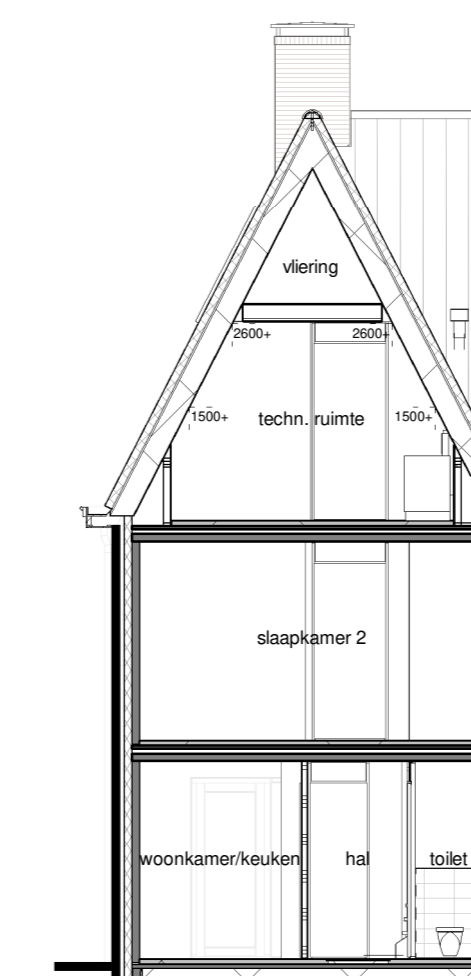 vliering
2600+ 2600+
1500+ techn. ruimte 1500+
slaapkamer 2
woonkamer/keuken hal toilet